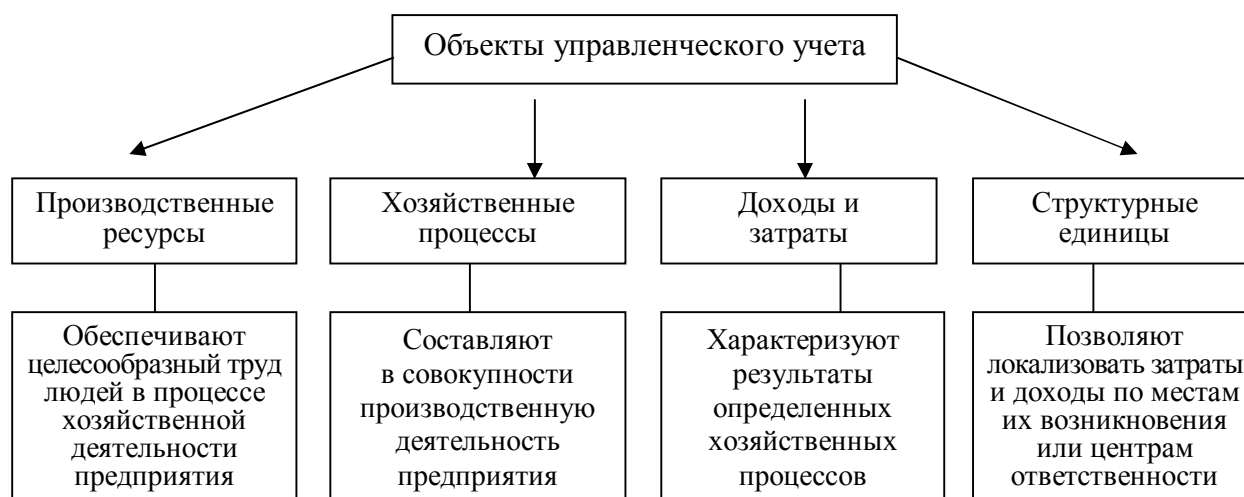 Объекты управленческого учета
Производственные
ресурсы
Хозяйственные
процессы
Доходы и
затраты
Структурные
единицы
Обеспечивают
целесообразный труд
людей в процессе
хозяйственной
деятельности
предприятия
Составляют
в совокупности
производственную
деятельность
предприятия
Характеризуют
результаты
определенных
хозяйственных
процессов
Позволяют
локализовать затраты
и доходы по местам
их возникновения
или центрам
ответственности